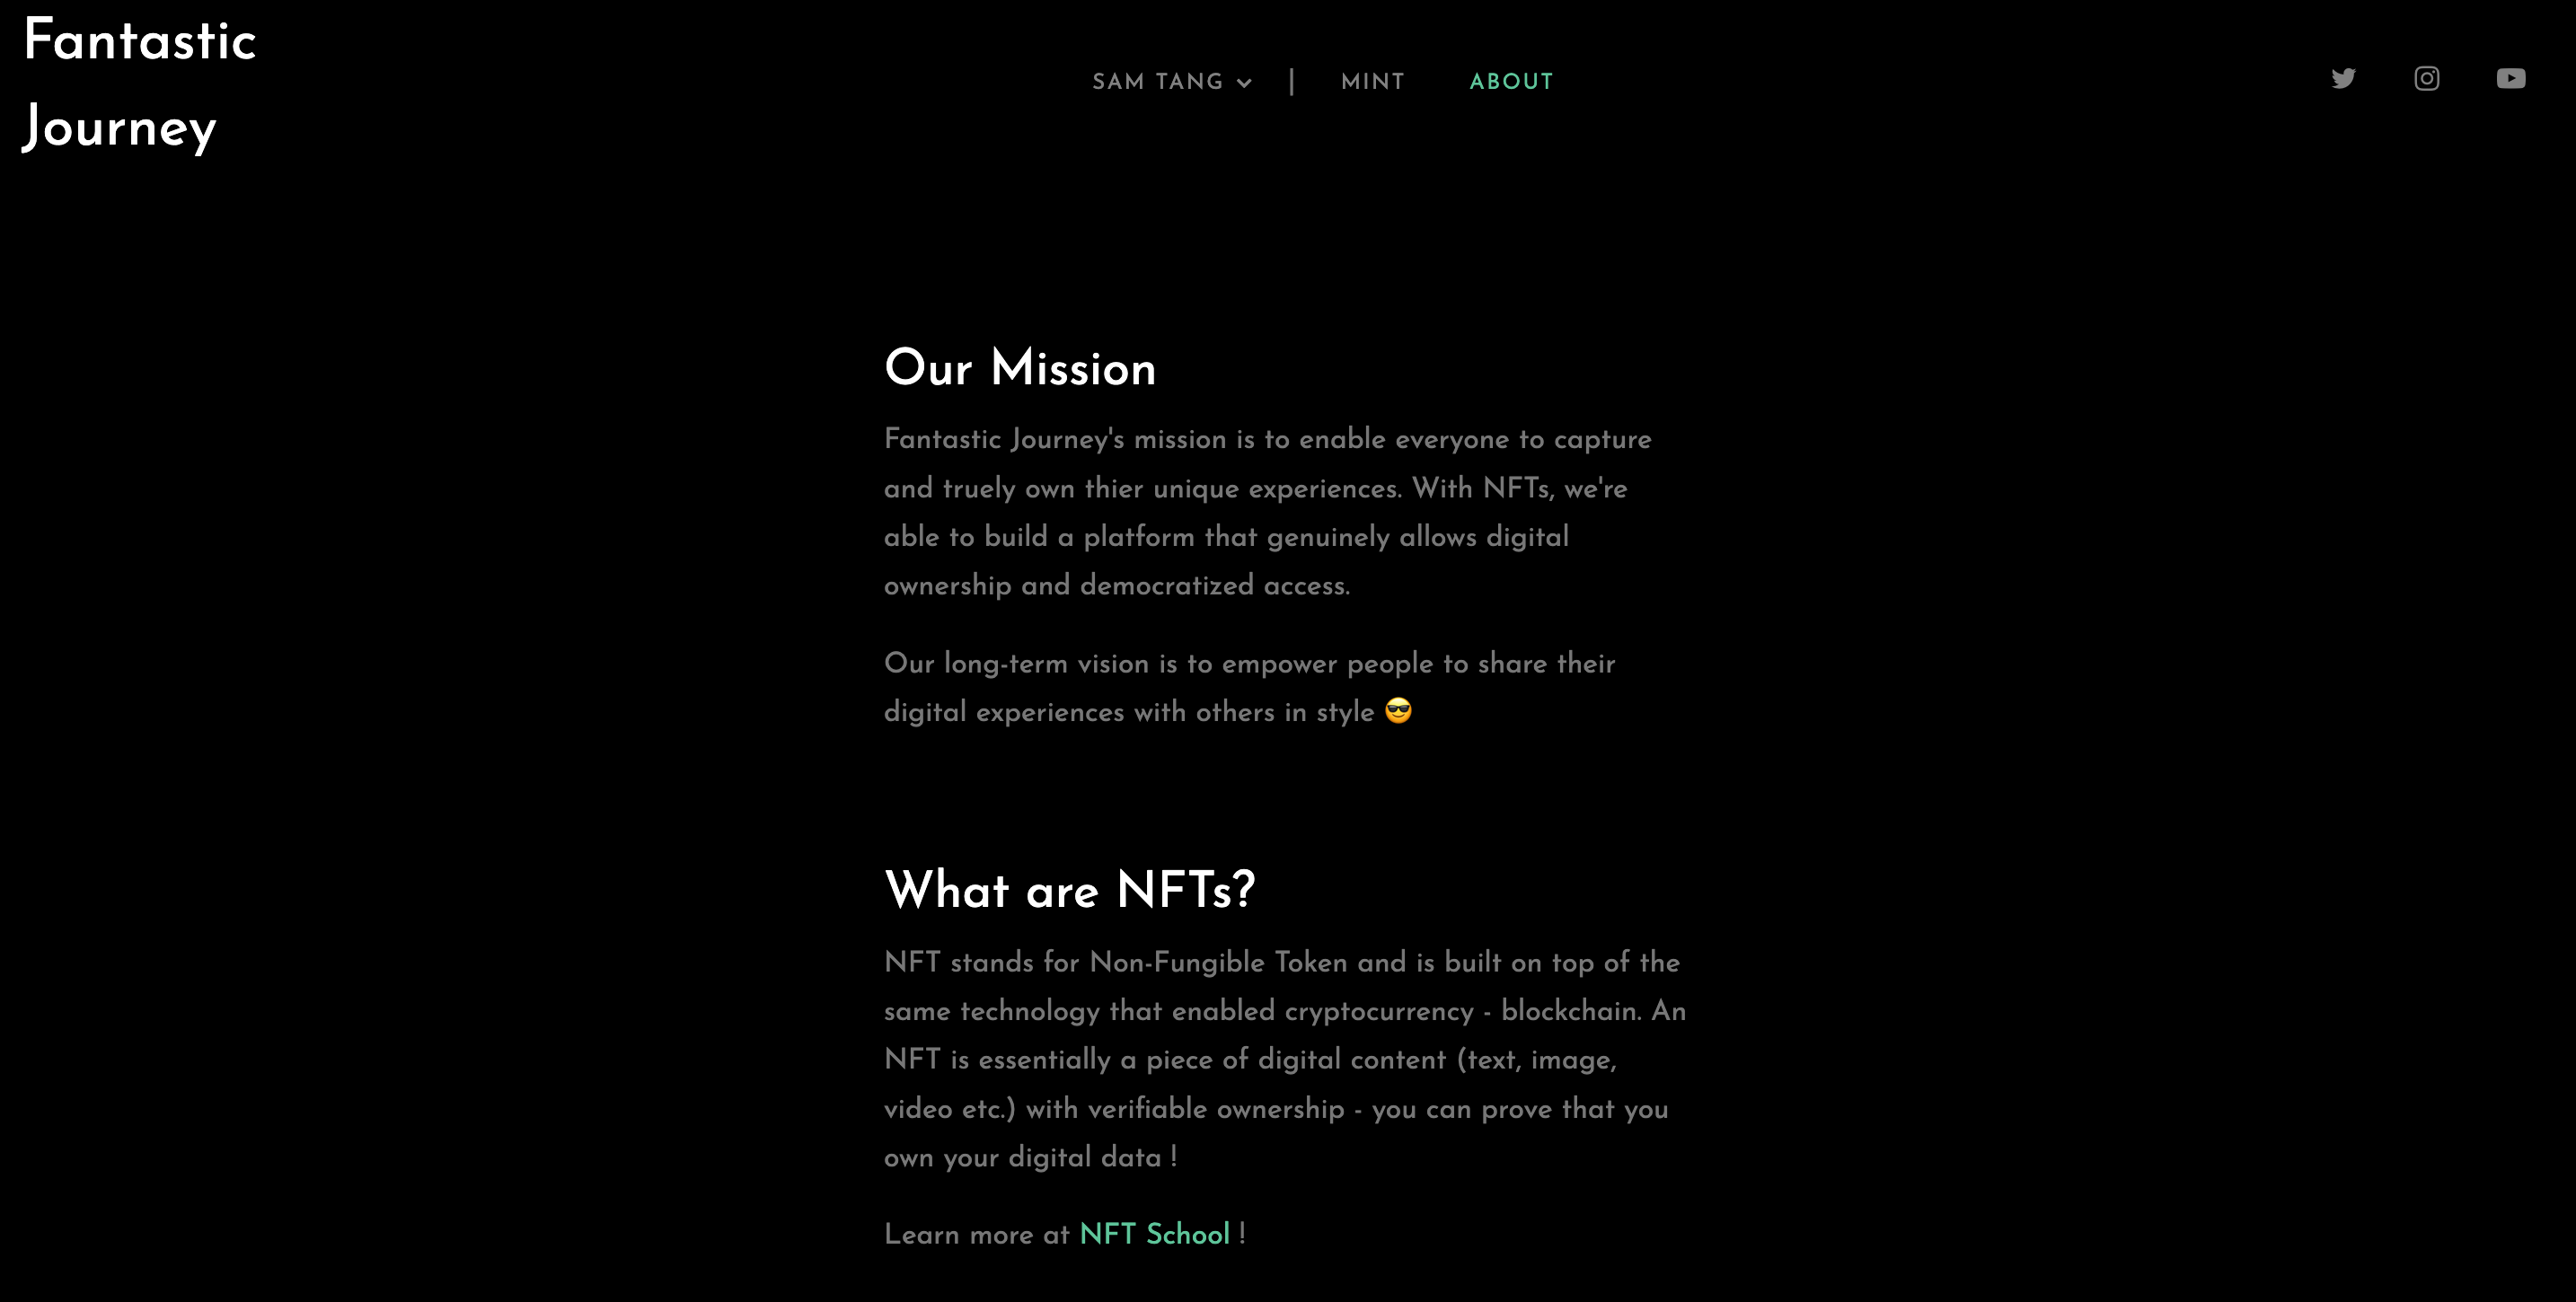 Fantastic
Journey
SAM TANG | MINT ABOUT
Our Mission
Fantastic Journey's mission is to enable everyone to capture
and truely own thier unique experiences. With NFTs, we're
able to build a platform that genuinely allows digital
ownership and democratized access.
Our long-term vision is to empower people to share their
digital experiences with others in style 😎
What are NFTs?
NFT stands for Non-Fungible Token and is built on top of the
same technology that enabled cryptocurrency - blockchain. An
NFT is essentially a piece of digital content (text, image,
video etc.) with verifiable ownership - you can prove that you
own your digital data !
Learn more at NFT School !